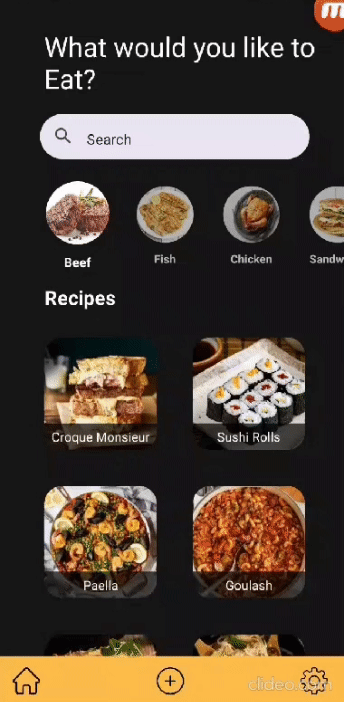 What would you like to
Eat?
Search
Beef
Fish
Chicken
Sandw
Recipes
Croque Monsieur
Sushi Rolls
Paella
Goulash
clideo.com